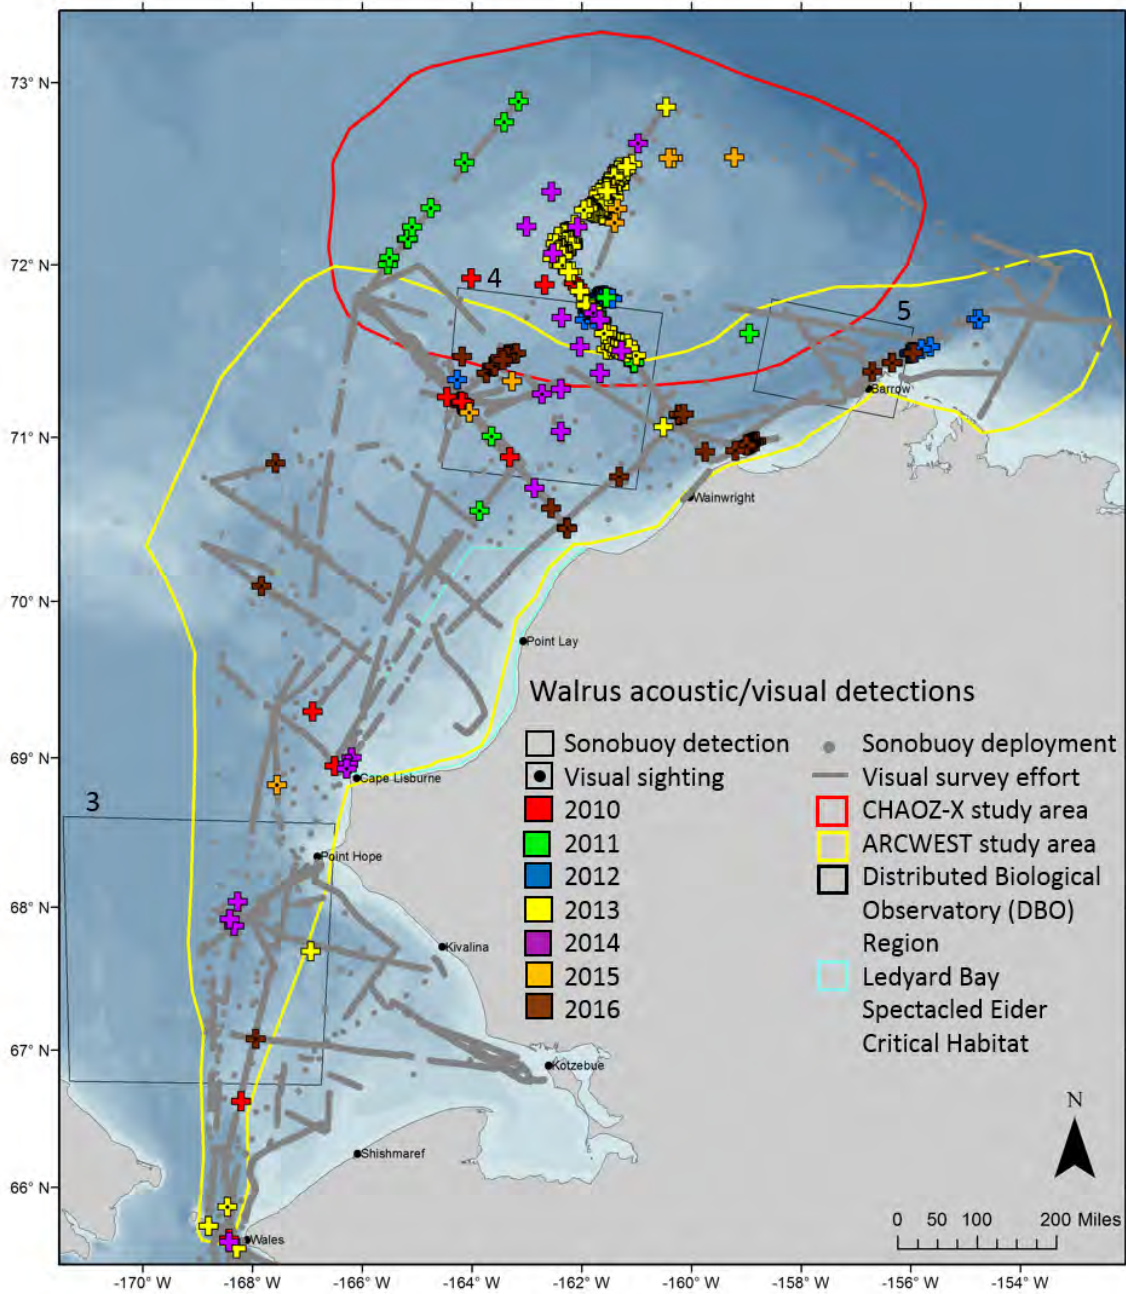 73° N
72° N
71° N
70° N
69° N
68° N
67° N
66° N
4
5
3
Barrow
Wainwright
Point Lay
Cape Lisburne
Point Hope
Kivalina
Kotzebue
Shishmaref
Wales
Walrus acoustic/visual detections
Sonobuoy detection
Visual sighting
2010
2011
2012
2013
2014
2015
2016
Sonobuoy deployment
Visual survey effort
CHAOZ-X study area
ARCWEST study area
Distributed Biological
Observatory (DBO)
Region
Ledyard Bay
Spectacled Eider
Critical Habitat
N
0 50 100 200 Miles
-170° W -168° W -166° W -164° W -162° W -160° W -158° W -156° W -154° W